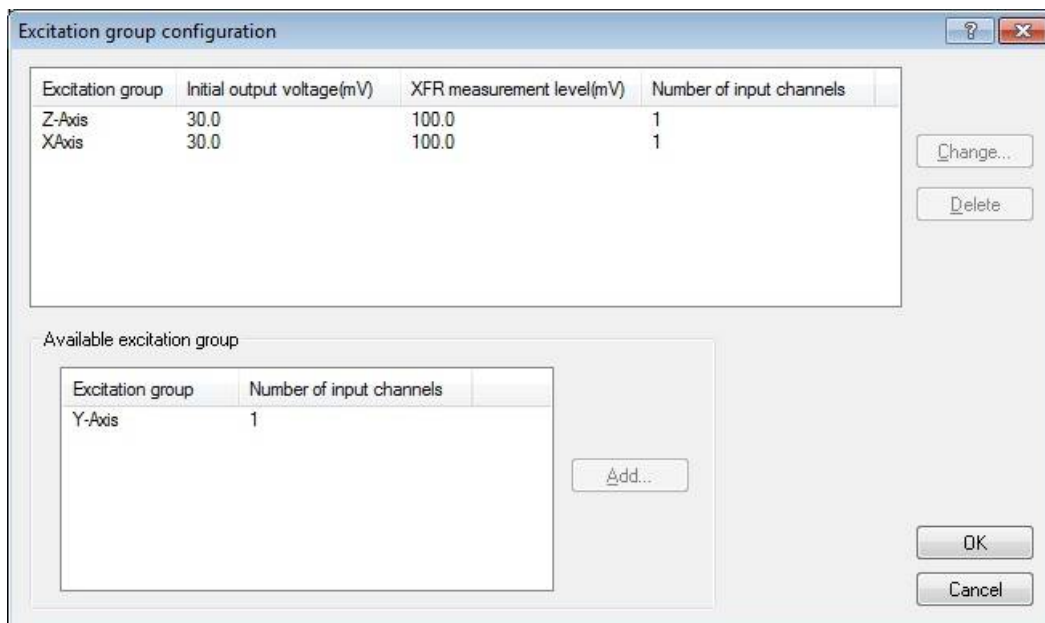 Excitation group configuration
Excitation group Initial output voltage(mV) XFR measurement level(mV) Number of input channels
Z-Axis 30.0 100.0 1
XAxis 30.0 100.0 1
Change...
Delete
Available excitation group
Excitation group Number of input channels
Y-Axis 1
Add...
OK
Cancel